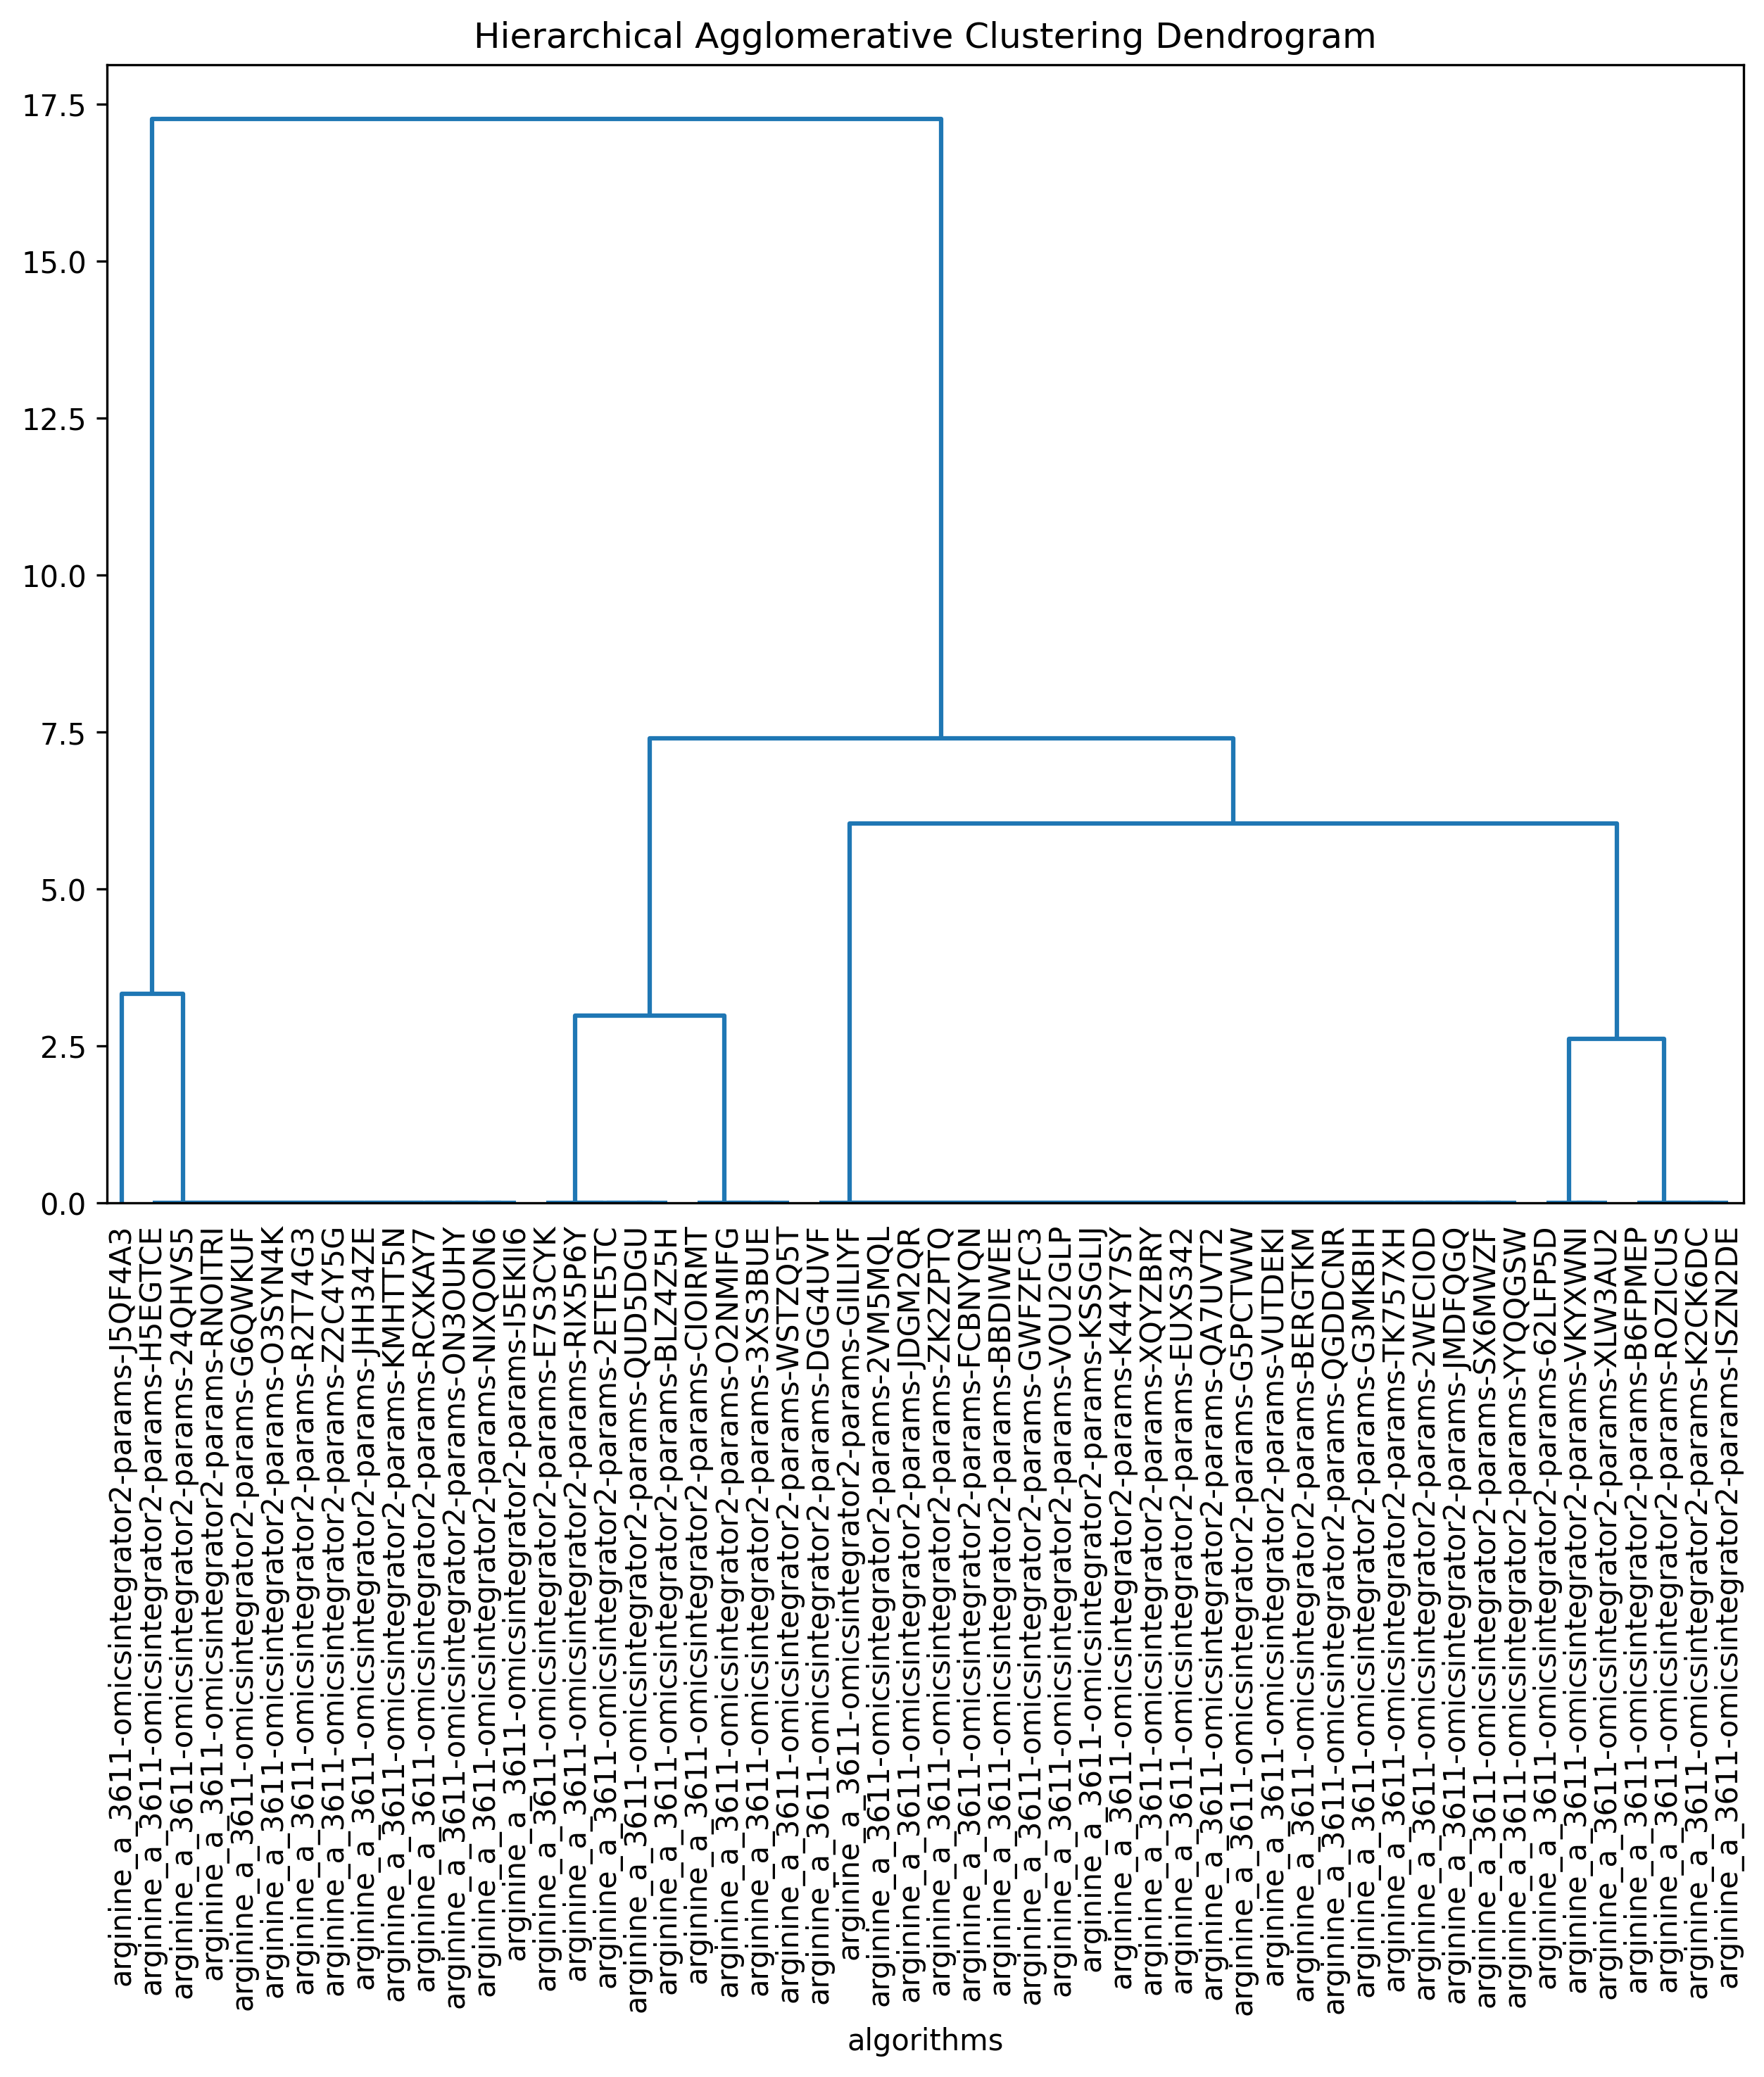 Hierarchical Agglomerative Clustering Dendrogram
17.5
15.0
12.5
10.0
7.5
5.0
2.5
0.0
arginine_a_3611-omicsintegrator2-params-J5QF4A3
arginine_a_3611-omicsintegrator2-params-H5EGTCE
arginine_a_3611-omicsintegrator2-params-24QHVS5
arginine_a_3611-omicsintegrator2-params-RNOITRI
arginine_a_3611-omicsintegrator2-params-G6QWKUF
arginine_a_3611-omicsintegrator2-params-O3SYN4K
arginine_a_3611-omicsintegrator2-params-R2T74G3
arginine_a_3611-omicsintegrator2-params-Z2C4Y5G
arginine_a_3611-omicsintegrator2-params-JHH34ZE
arginine_a_3611-omicsintegrator2-params-KMHTT5N
arginine_a_3611-omicsintegrator2-params-RCXKAY7
arginine_a_3611-omicsintegrator2-params-ON3OUHY
arginine_a_3611-omicsintegrator2-params-NIXQON6
arginine_a_3611-omicsintegrator2-params-I5EKII6
arginine_a_3611-omicsintegrator2-params-E7S3CYK
arginine_a_3611-omicsintegrator2-params-RIX5P6Y
arginine_a_3611-omicsintegrator2-params-2ETE5TC
arginine_a_3611-omicsintegrator2-params-QUD5DGU
arginine_a_3611-omicsintegrator2-params-BLZ4Z5H
arginine_a_3611-omicsintegrator2-params-CIOIRMT
arginine_a_3611-omicsintegrator2-params-O2NMIFG
arginine_a_3611-omicsintegrator2-params-3XS3BUE
arginine_a_3611-omicsintegrator2-params-WSTZQ5T
arginine_a_3611-omicsintegrator2-params-DGG4UVF
arginine_a_3611-omicsintegrator2-params-GIILIYF
arginine_a_3611-omicsintegrator2-params-2VM5MQL
arginine_a_3611-omicsintegrator2-params-JDGM2QR
arginine_a_3611-omicsintegrator2-params-ZK2ZPTQ
arginine_a_3611-omicsintegrator2-params-FCBNYQN
arginine_a_3611-omicsintegrator2-params-BBDIWEE
arginine_a_3611-omicsintegrator2-params-GWFZFC3
arginine_a_3611-omicsintegrator2-params-VOU2GLP
arginine_a_3611-omicsintegrator2-params-KSSGLIJ
arginine_a_3611-omicsintegrator2-params-K44Y7SY
arginine_a_3611-omicsintegrator2-params-XQYZBRY
arginine_a_3611-omicsintegrator2-params-EUXS342
arginine_a_3611-omicsintegrator2-params-QA7UVT2
arginine_a_3611-omicsintegrator2-params-G5PCTWW
arginine_a_3611-omicsintegrator2-params-VUTDEKI
arginine_a_3611-omicsintegrator2-params-BERGTKM
arginine_a_3611-omicsintegrator2-params-QGDDCNR
arginine_a_3611-omicsintegrator2-params-G3MKBIH
arginine_a_3611-omicsintegrator2-params-TK757XH
arginine_a_3611-omicsintegrator2-params-2WECIOD
arginine_a_3611-omicsintegrator2-params-JMDFQGQ
arginine_a_3611-omicsintegrator2-params-SX6MWZF
arginine_a_3611-omicsintegrator2-params-YYQQGSW
arginine_a_3611-omicsintegrator2-params-62LFP5D
arginine_a_3611-omicsintegrator2-params-VKYXWNI
arginine_a_3611-omicsintegrator2-params-XLW3AU2
arginine_a_3611-omicsintegrator2-params-B6FPMEP
arginine_a_3611-omicsintegrator2-params-ROZICUS
arginine_a_3611-omicsintegrator2-params-K2CK6DC
arginine_a_3611-omicsintegrator2-params-ISZN2DE
algorithms